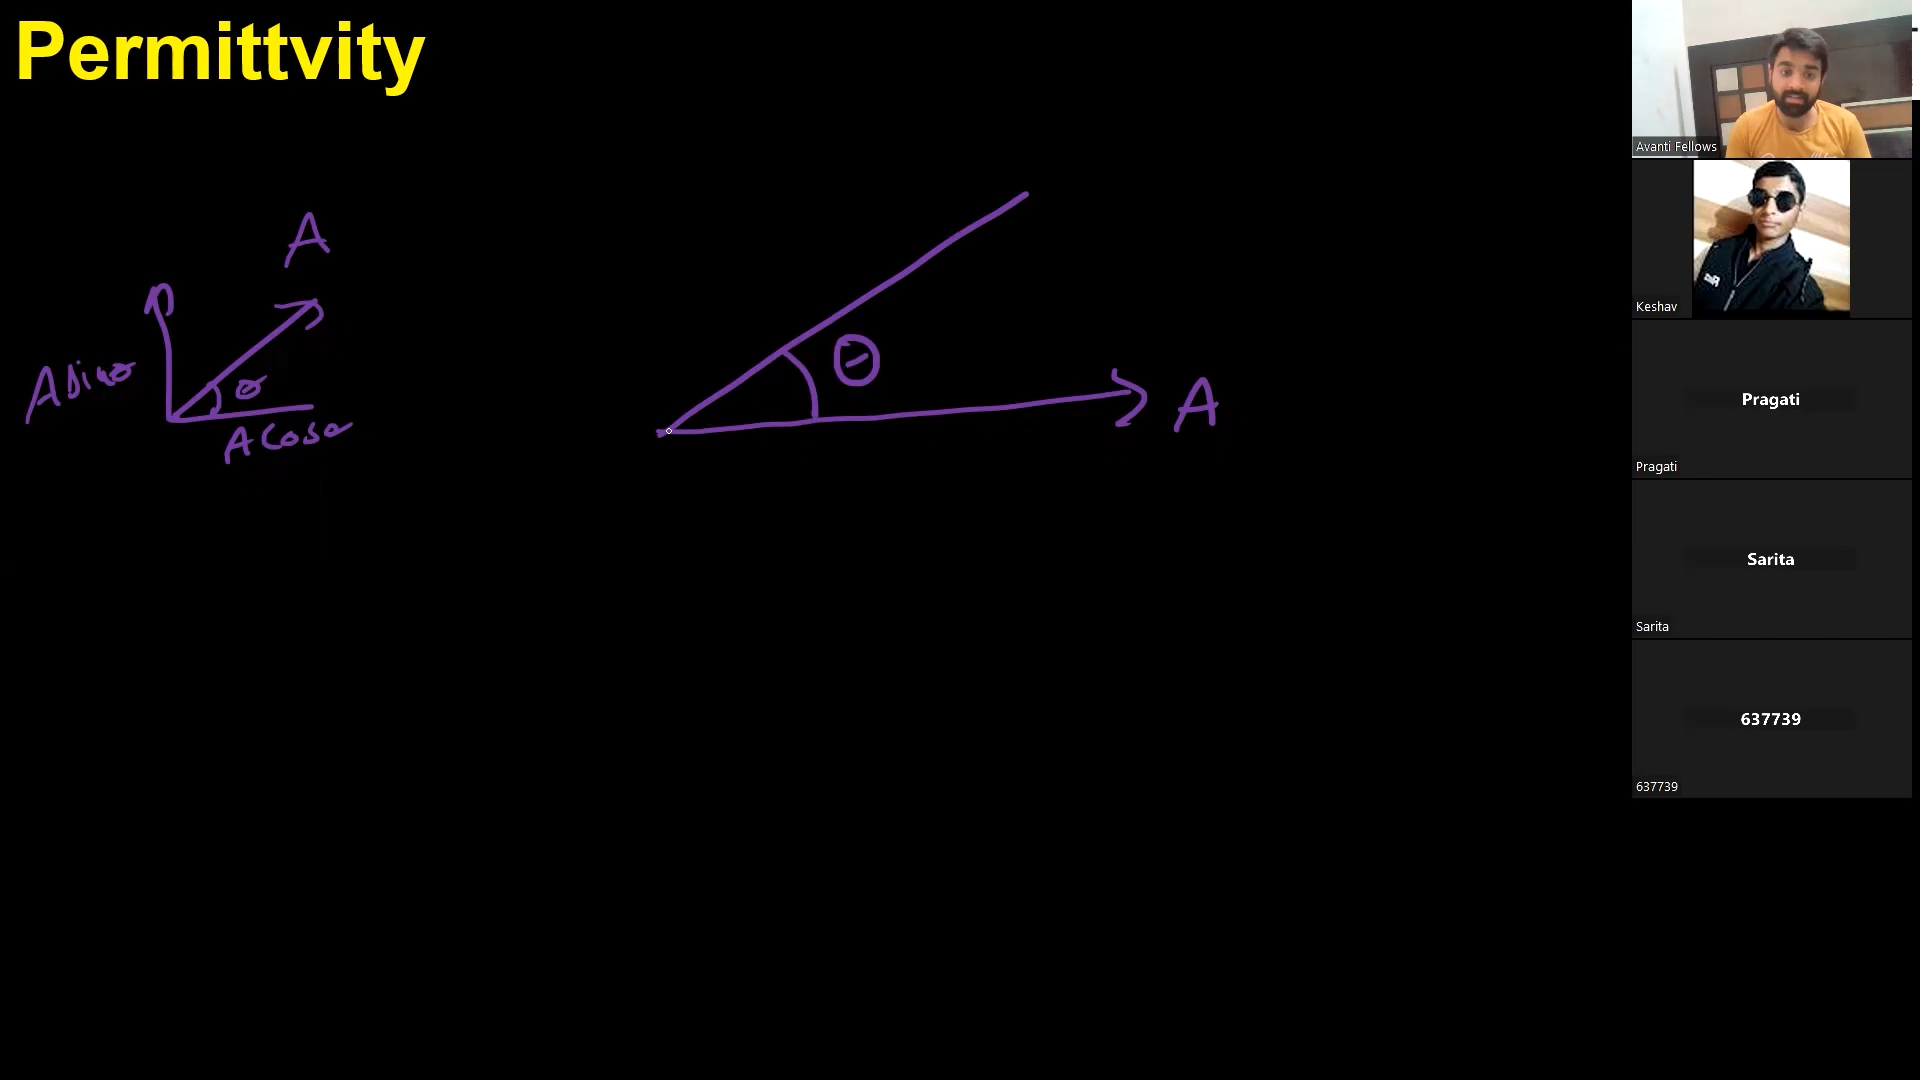 Permittvity
A
A sinθ
θ
A cosθ
θ
A
Avanti Fellows
Keshav
Pragati
Pragati
Sarita
Sarita
637739
637739